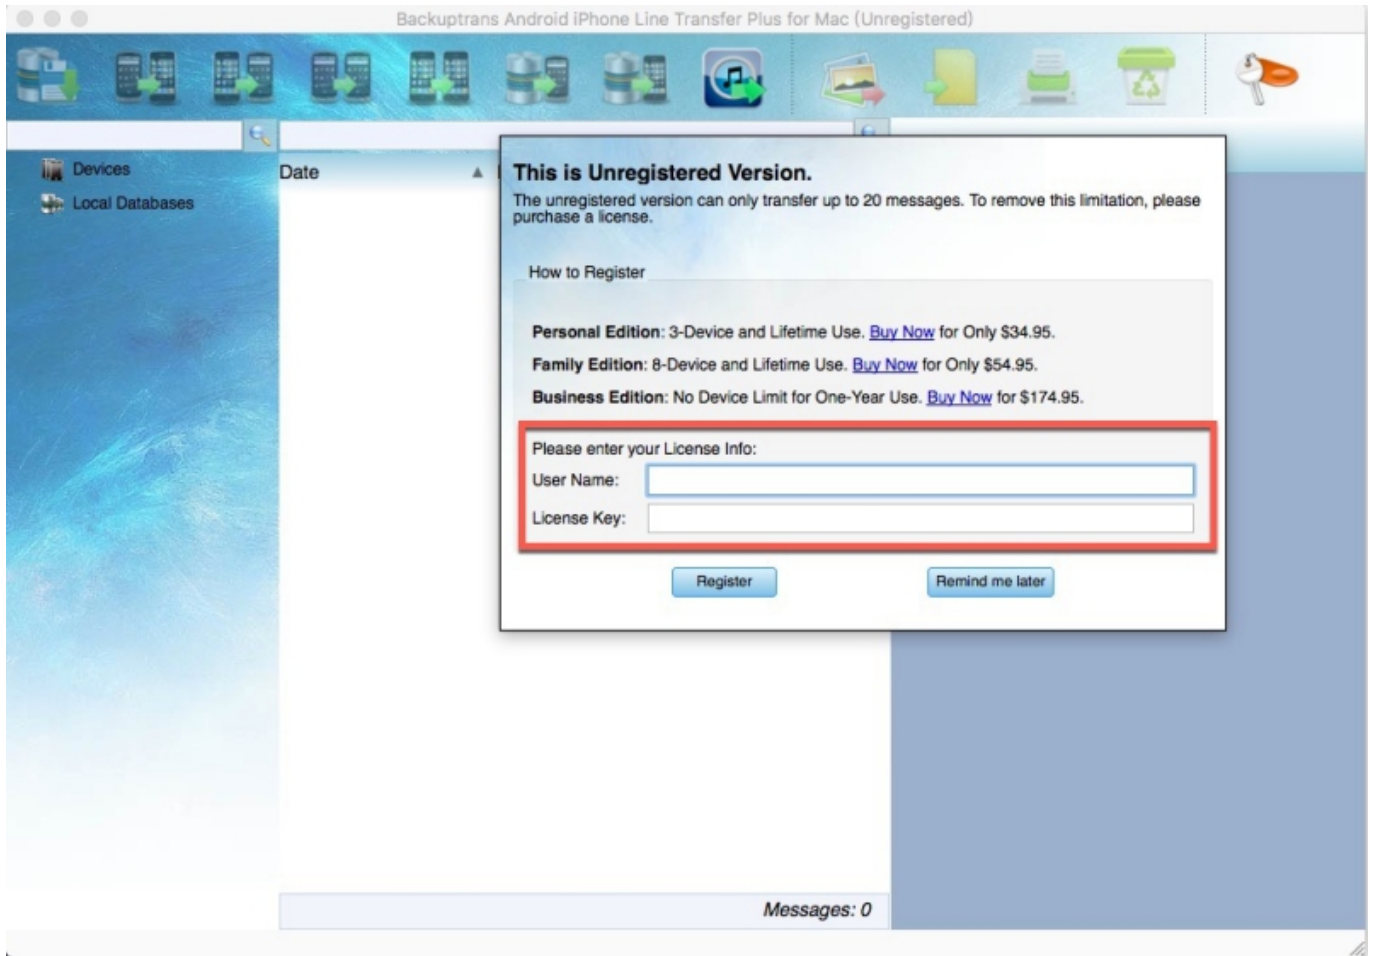 Backuptrans Android iPhone Line Transfer Plus for Mac (Unregistered)
Devices
Local Databases
Date
This is Unregistered Version.
The unregistered version can only transfer up to 20 messages. To remove this limitation, please
purchase a license.
How to Register
Personal Edition: 3-Device and Lifetime Use. Buy Now for Only $34.95.
Family Edition: 8-Device and Lifetime Use. Buy Now for Only $54.95.
Business Edition: No Device Limit for One-Year Use. Buy Now for $174.95.
Please enter your License Info:
User Name:
License Key:
Register
Remind me later
Messages: 0